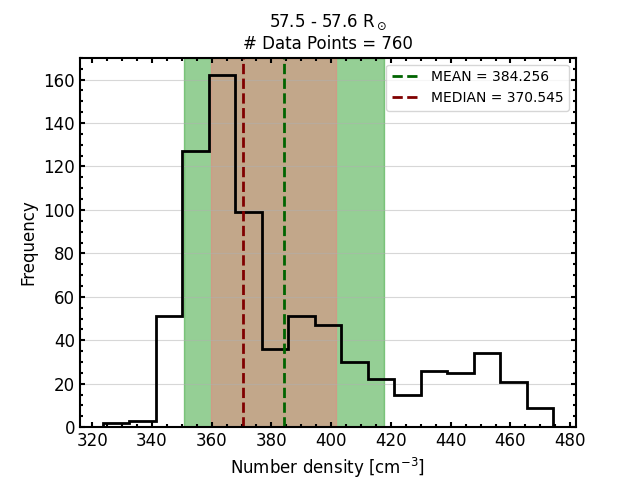 57.5 - 57.6 R⊙
# Data Points = 760
MEAN = 384.256
MEDIAN = 370.545
160
140
120
100
80
60
40
20
0
Frequency
320 340 360 380 400 420 440 460 480
Number density [cm⁻³]